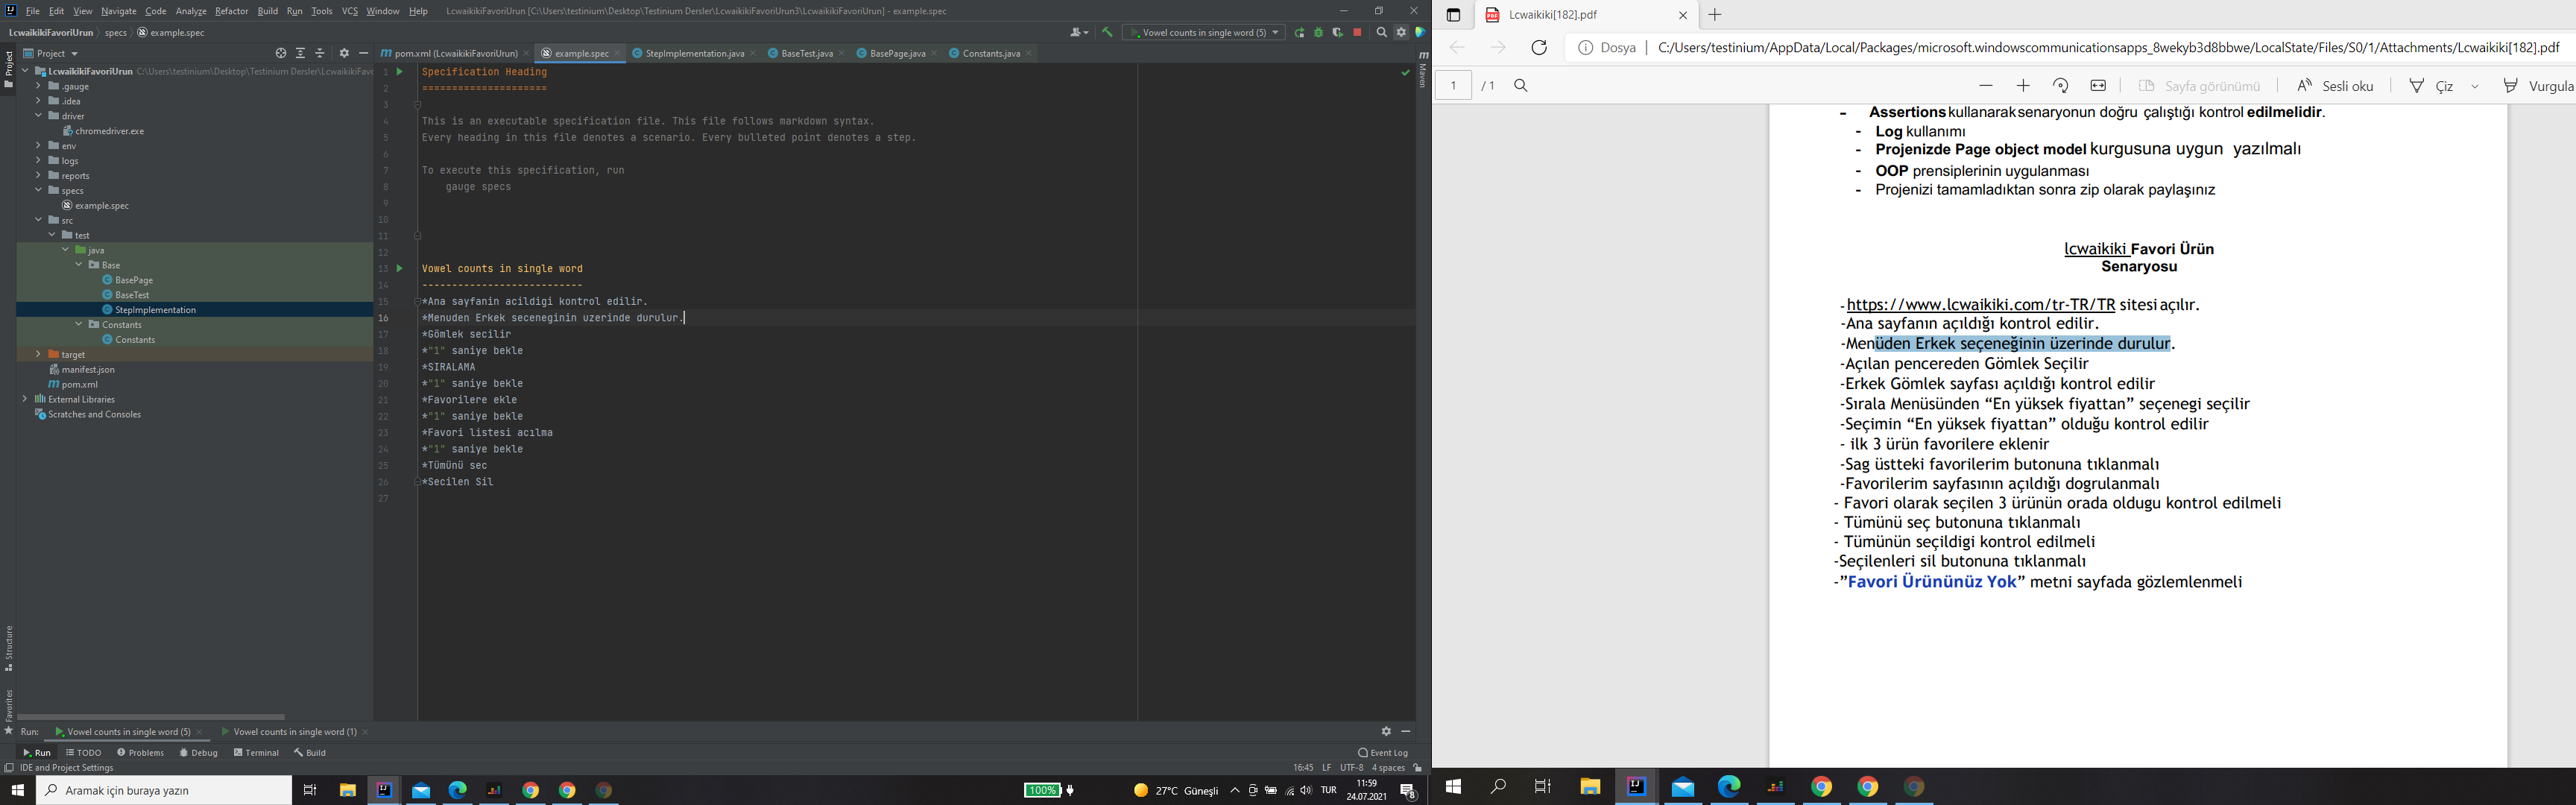 File Edit View Navigate Code Analyze Refactor Build Run Tools VCS Window Help LcwaikikiFavoriUrun [C:\Users\testinium\Desktop\Testinium Dersler\LcwaikikiFavoriUrun3\LcwaikikiFavoriUrun] - example.spec
LcwaikikiFavoriUrun specs example.spec
Vowel counts in single word (5)
Project
pom.xml (LcwaikikiFavoriUrun) example.spec StepImplementation.java BaseTest.java BasePage.java Constants.java
Project
Maven
LcwaikikiFavoriUrun C:\Users\testinium\Desktop\Testinium Dersler\LcwaikikiFavo
.gauge
.idea
driver
chromedriver.exe
env
logs
reports
specs
example.spec
src
test
java
Base
BasePage
BaseTest
StepImplementation
Constants
Constants
target
manifest.json
pom.xml
External Libraries
Scratches and Consoles
1 Specification Heading
2 =====================
3
4 This is an executable specification file. This file follows markdown syntax.
5 Every heading in this file denotes a scenario. Every bulleted point denotes a step.
6
7 To execute this specification, run
8 gauge specs
9
10
11
12
13 Vowel counts in single word
14 ---------------------------
15 *Ana sayfanin acildigi kontrol edilir.
16 *Menuden Erkek seceneginin uzerinde durulur.
17 *Gömlek secilir
18 *"1" saniye bekle
19 *SIRALAMA
20 *"1" saniye bekle
21 *Favorilere ekle
22 *"1" saniye bekle
23 *Favori listesi acılma
24 *"1" saniye bekle
25 *Tümünü sec
26 *Secilen Sil
27
Structure
Favorites
Run: Vowel counts in single word (5) Vowel counts in single word (1)
Run TODO Problems Debug Terminal Build Event Log
IDE and Project Settings 16:45 LF UTF-8 4 spaces
Aramak için buraya yazın
100% 27°C Güneşli TUR 11:59
24.07.2021 8
Lcwaikiki[182].pdf
Dosya C:/Users/testinium/AppData/Local/Packages/microsoft.windowscommunicationsapps_8wekyb3d8bbwe/LocalState/Files/S0/1/Attachments/Lcwaikiki[182].pdf
1 / 1 Sayfa görünümü Sesli oku Çiz Vurgula
- Assertions kullanarak senaryonun doğru çalıştığı kontrol edilmelidir.
- Log kullanımı
- Projenizde Page object model kurgusuna uygun yazılmalı
- OOP prensiplerinin uygulanması
- Projenizi tamamladıktan sonra zip olarak paylaşınız
lcwaikiki Favori Ürün
Senaryosu
- https://www.lcwaikiki.com/tr-TR/TR sitesi açılır.
-Ana sayfanın açıldığı kontrol edilir.
-Menüden Erkek seçeneğinin üzerinde durulur.
-Açılan pencereden Gömlek Seçilir
-Erkek Gömlek sayfası açıldığı kontrol edilir
-Sırala Menüsünden “En yüksek fiyattan” seçenegi seçilir
-Seçimin “En yüksek fiyattan” olduğu kontrol edilir
- ilk 3 ürün favorilere eklenir
-Sag üstteki favorilerim butonuna tıklanmalı
-Favorilerim sayfasının açıldığı dogrulanmalı
- Favori olarak seçilen 3 ürünün orada oldugu kontrol edilmeli
- Tümünü seç butonuna tıklanmalı
- Tümünün seçildigi kontrol edilmeli
-Seçilenleri sil butonuna tıklanmalı
-”Favori Ürününüz Yok” metni sayfada gözlemlenmeli